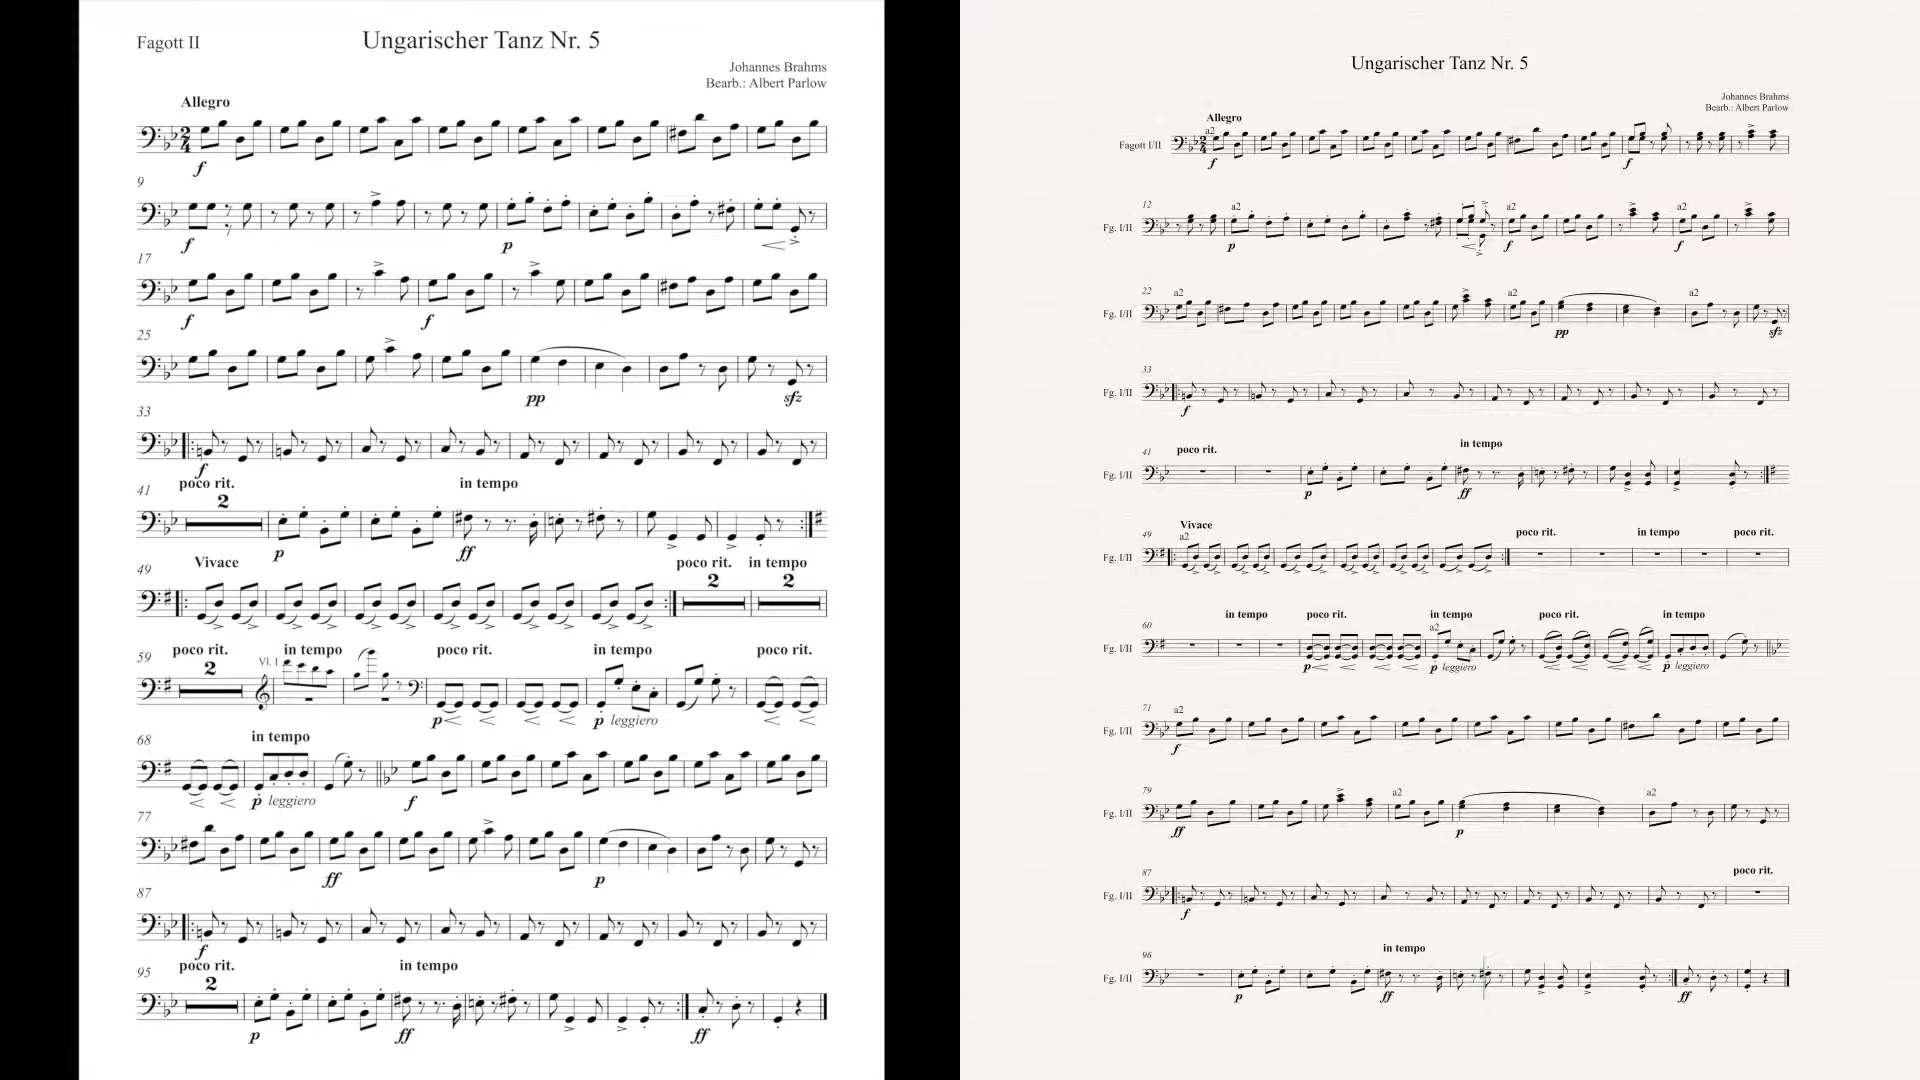 Fagott II
Ungarischer Tanz Nr. 5
Johannes Brahms
Bearb.: Albert Parlow
Allegro
f
9
f p
17
f f
25
pp sfz
33
f
41 poco rit. 2 in tempo
p ff
49 Vivace poco rit. 2 in tempo 2
59 poco rit. 2 Vl. I in tempo poco rit. in tempo poco rit.
p p leggiero
68 in tempo
p leggiero f
77
ff p
87
f
95 poco rit. 2 in tempo
p ff ff
Ungarischer Tanz Nr. 5
Johannes Brahms
Bearb.: Albert Parlow
Allegro
a2
Fagott I/II
f f
12 a2 a2 a2
Fg. I/II
p f f
22 a2 a2 a2
Fg. I/II
pp sfz
33
Fg. I/II
f
41 poco rit. in tempo
Fg. I/II
p ff
49 Vivace poco rit. in tempo poco rit.
a2
Fg. I/II
60 in tempo poco rit. in tempo poco rit. in tempo
a2
Fg. I/II
p p leggiero p leggiero
71 a2
Fg. I/II
f
79 a2 a2
Fg. I/II
ff p
87 poco rit.
Fg. I/II
f
96 in tempo
Fg. I/II
p ff ff